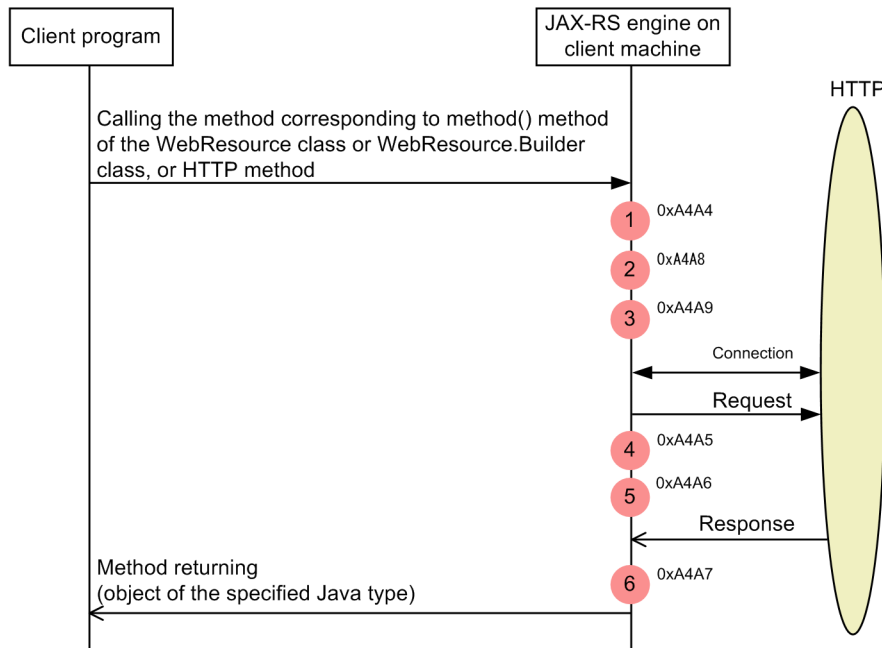 Client program
JAX-RS engine on
client machine
HTTP
Calling the method corresponding to method() method
of the WebResource class or WebResource.Builder
class, or HTTP method
1 0xA4A4
2 0xA4A8
3 0xA4A9
Connection
Request
4 0xA4A5
5 0xA4A6
Response
Method returning
(object of the specified Java type)
6 0xA4A7